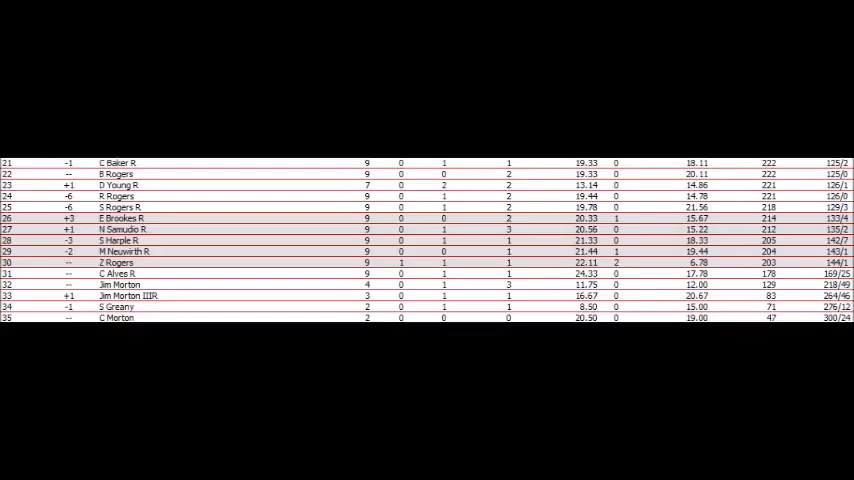 21 -1 C Baker R 9 0 1 1 19.33 0 18.11 222 125/2
22 -- B Rogers 9 0 0 2 19.33 0 20.11 222 125/0
23 +1 D Young R 7 0 2 2 13.14 0 14.86 221 126/1
24 -6 R Rogers 9 0 1 2 19.44 0 14.78 221 126/0
25 -6 S Rogers R 9 0 0 2 19.78 0 21.56 218 129/3
26 +3 E Brookes R 9 0 0 2 20.33 1 15.67 214 133/4
27 +1 N Samudio R 9 0 1 3 20.56 0 15.22 212 135/2
28 -3 S Harple R 9 0 1 1 21.33 0 18.33 205 142/7
29 -2 M Neuwirth R 9 0 0 1 21.44 1 19.44 204 143/1
30 -- Z Rogers 9 1 1 1 22.11 2 6.78 203 144/1
31 -- C Alves R 9 0 1 1 24.33 0 17.78 178 169/25
32 -- Jim Morton 4 0 1 3 11.75 0 12.00 129 218/49
33 +1 Jim Morton IIIR 3 0 1 1 16.67 0 20.67 83 264/46
34 -1 S Greany 2 0 1 1 8.50 0 15.00 71 276/12
35 -- C Morton 2 0 0 0 20.50 0 19.00 47 300/24